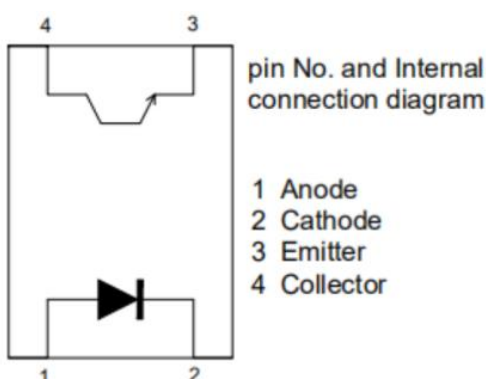 4 3
pin No. and Internal
connection diagram
1 Anode
2 Cathode
3 Emitter
4 Collector
1 2